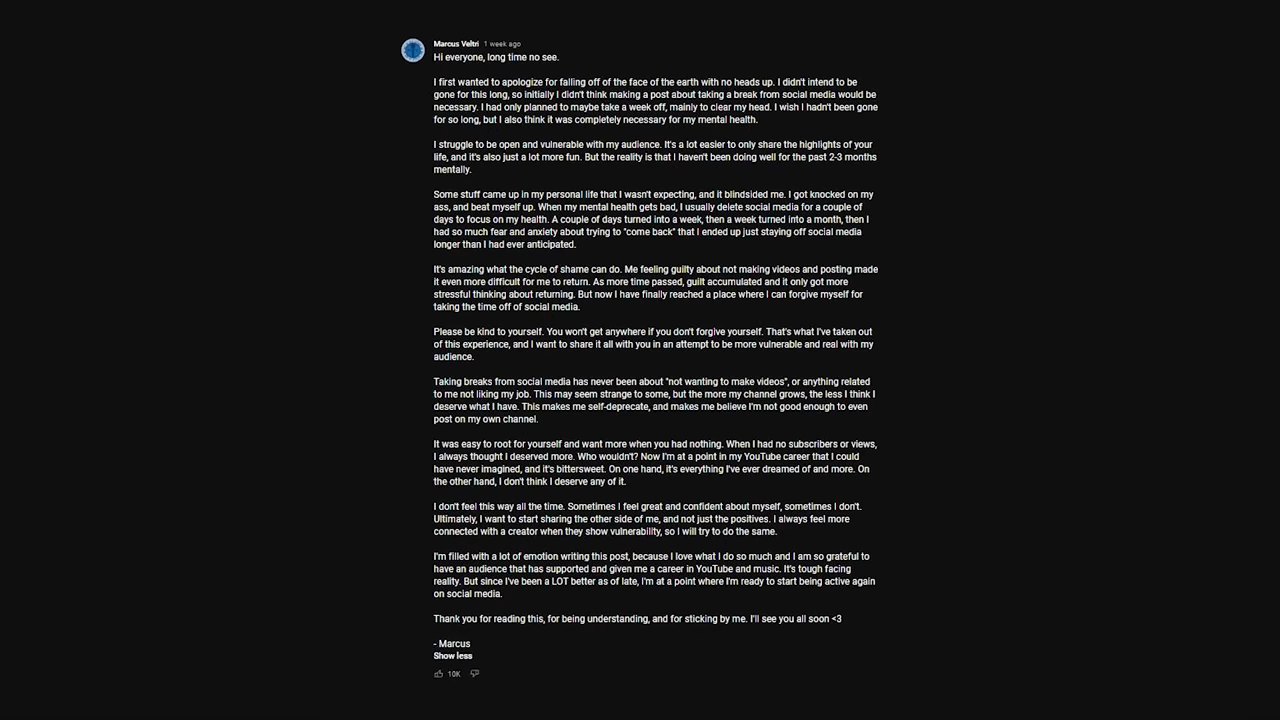 Marcus Veltri 1 week ago
Hi everyone, long time no see.
I first wanted to apologize for falling off of the face of the earth with no heads up. I didn't intend to be
gone for this long, so initially I didn't think making a post about taking a break from social media would be
necessary. I had only planned to maybe take a week off, mainly to clear my head. I wish I hadn't been gone
for so long, but I also think it was completely necessary for my mental health.
I struggle to be open and vulnerable with my audience. It's a lot easier to only share the highlights of your
life, and it's also just a lot more fun. But the reality is that I haven't been doing well for the past 2-3 months
mentally.
Some stuff came up in my personal life that I wasn't expecting, and it blindsided me. I got knocked on my
ass, and beat myself up. When my mental health gets bad, I usually delete social media for a couple of
days to focus on my health. A couple of days turned into a week, then a week turned into a month, then I
had so much fear and anxiety about trying to "come back" that I ended up just staying off social media
longer than I had ever anticipated.
It's amazing what the cycle of shame can do. Me feeling guilty about not making videos and posting made
it even more difficult for me to return. As more time passed, guilt accumulated and it only got more
stressful thinking about returning. But now I have finally reached a place where I can forgive myself for
taking the time off of social media.
Please be kind to yourself. You won't get anywhere if you don't forgive yourself. That's what I've taken out
of this experience, and I want to share it all with you in an attempt to be more vulnerable and real with my
audience.
Taking breaks from social media has never been about "not wanting to make videos", or anything related
to me not liking my job. This may seem strange to some, but the more my channel grows, the less I think I
deserve what I have. This makes me self-deprecate, and makes me believe I'm not good enough to even
post on my own channel.
It was easy to root for yourself and want more when you had nothing. When I had no subscribers or views,
I always thought I deserved more. Who wouldn't? Now I'm at a point in my YouTube career that I could
have never imagined, and it's bittersweet. On one hand, it's everything I've ever dreamed of and more. On
the other hand, I don't think I deserve any of it.
I don't feel this way all the time. Sometimes I feel great and confident about myself, sometimes I don't.
Ultimately, I want to start sharing the other side of me, and not just the positives. I always feel more
connected with a creator when they show vulnerability, so I will try to do the same.
I'm filled with a lot of emotion writing this post, because I love what I do so much and I am so grateful to
have an audience that has supported and given me a career in YouTube and music. It's tough facing
reality. But since I've been a LOT better as of late, I'm at a point where I'm ready to start being active again
on social media.
Thank you for reading this, for being understanding, and for sticking by me. I'll see you all soon <3
- Marcus
Show less
10K